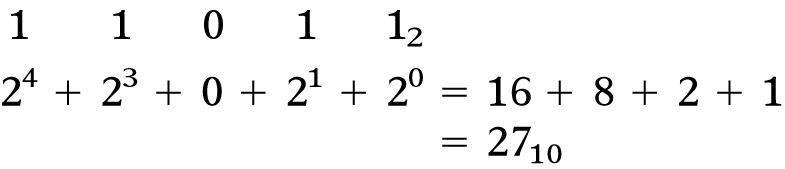 1 1 0 1 1₂
2⁴ + 2³ + 0 + 2¹ + 2⁰ = 16 + 8 + 2 + 1
= 27₁₀